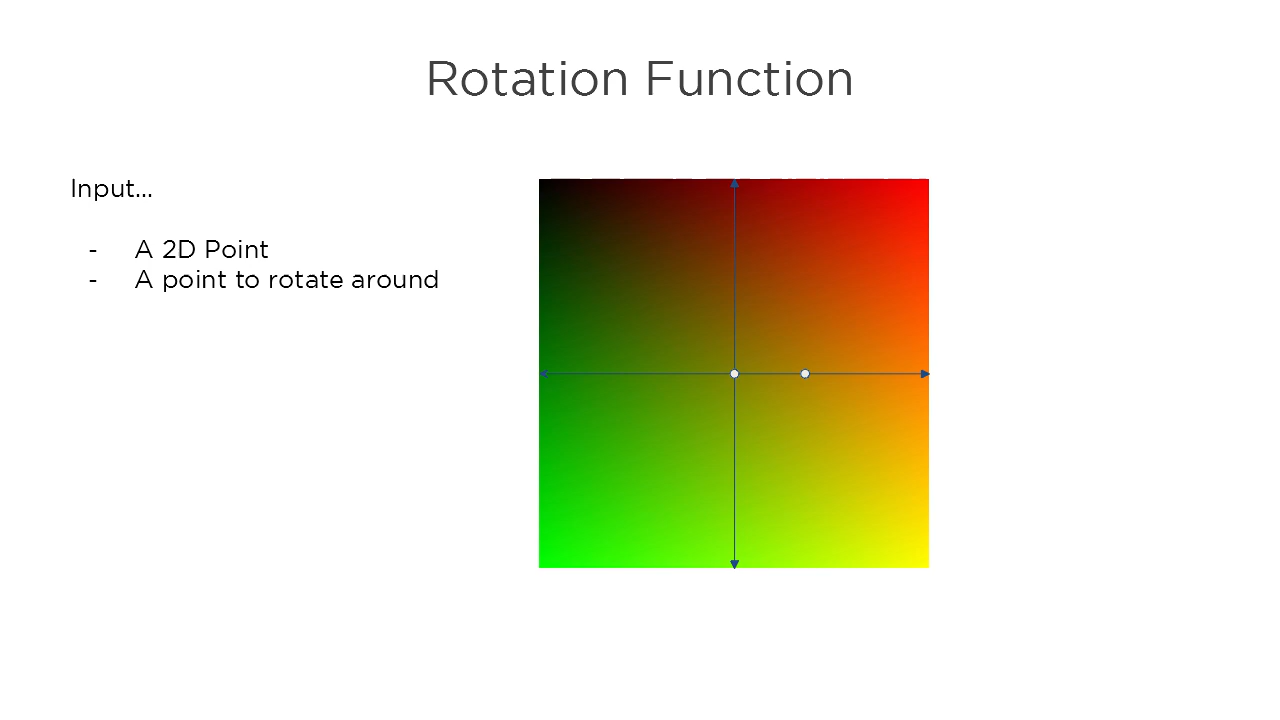 Rotation Function
Input...
- A 2D Point
- A point to rotate around